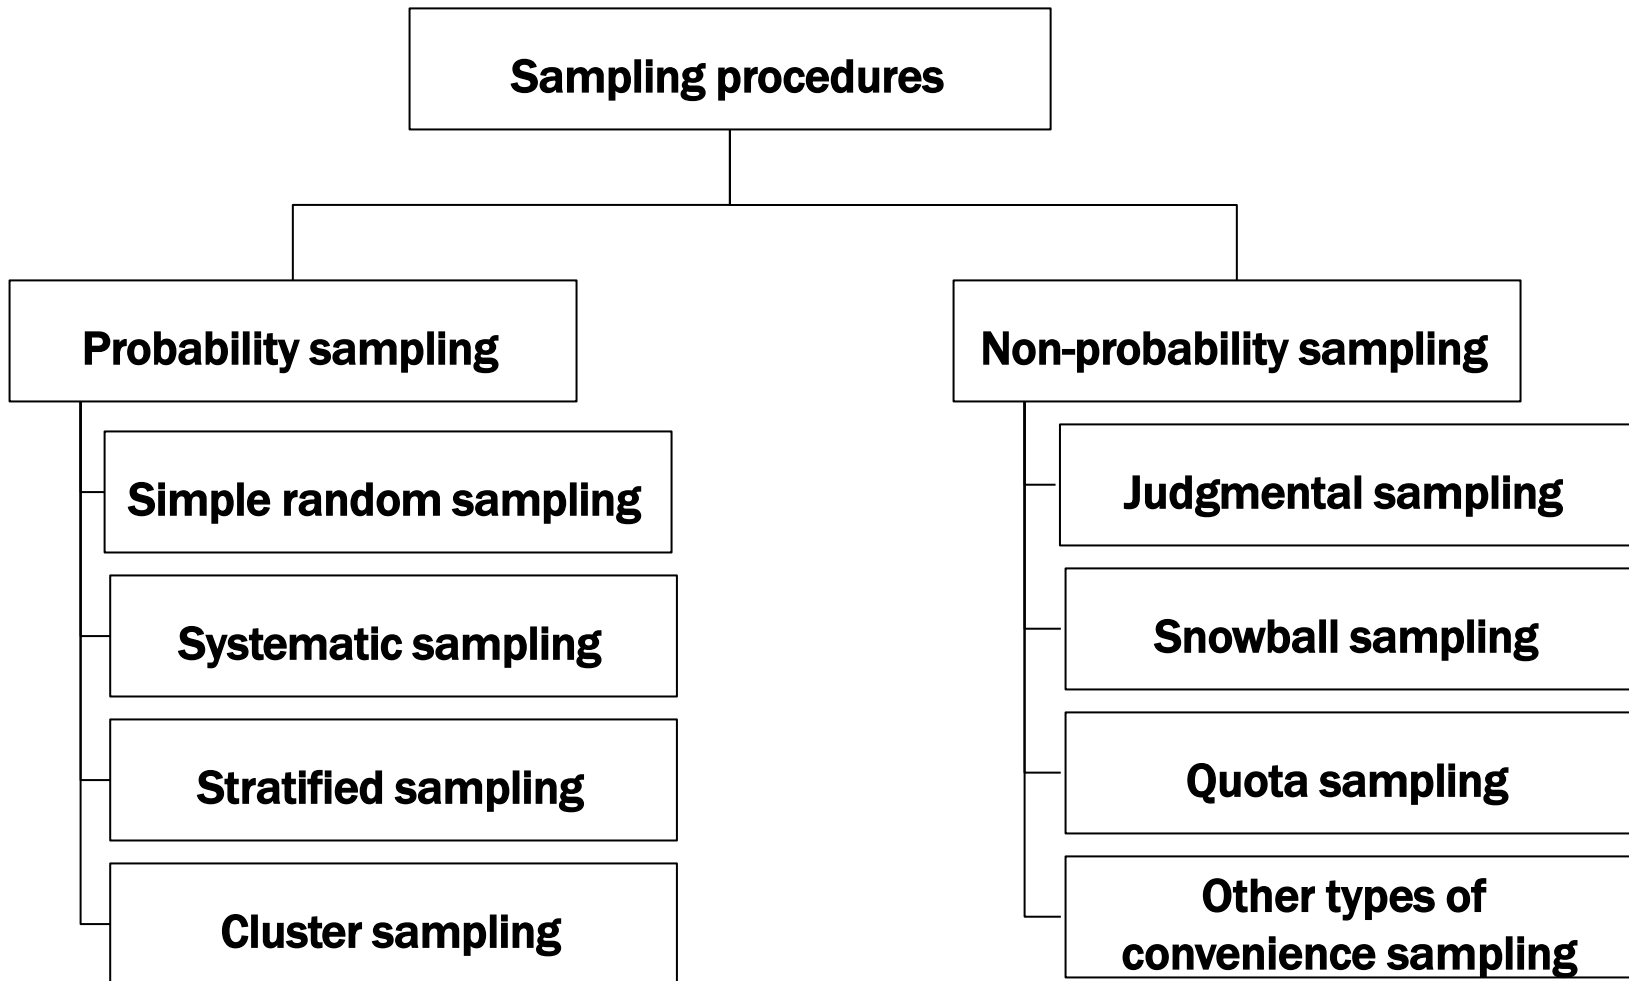 Sampling procedures
Probability sampling
Simple random sampling
Systematic sampling
Stratified sampling
Cluster sampling
Non-probability sampling
Judgmental sampling
Snowball sampling
Quota sampling
Other types of
convenience sampling